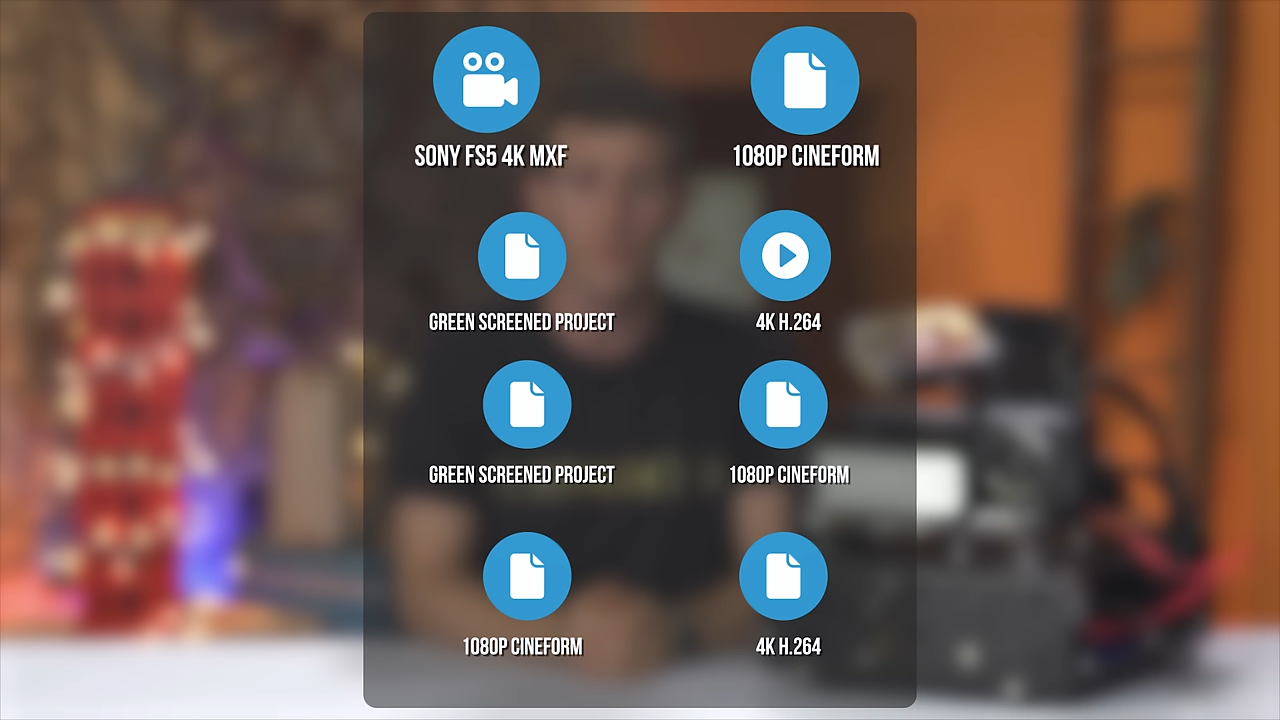 SONY FS5 4K MXF
1080P CINEFORM
GREEN SCREENED PROJECT
4K H.264
GREEN SCREENED PROJECT
1080P CINEFORM
1080P CINEFORM
4K H.264